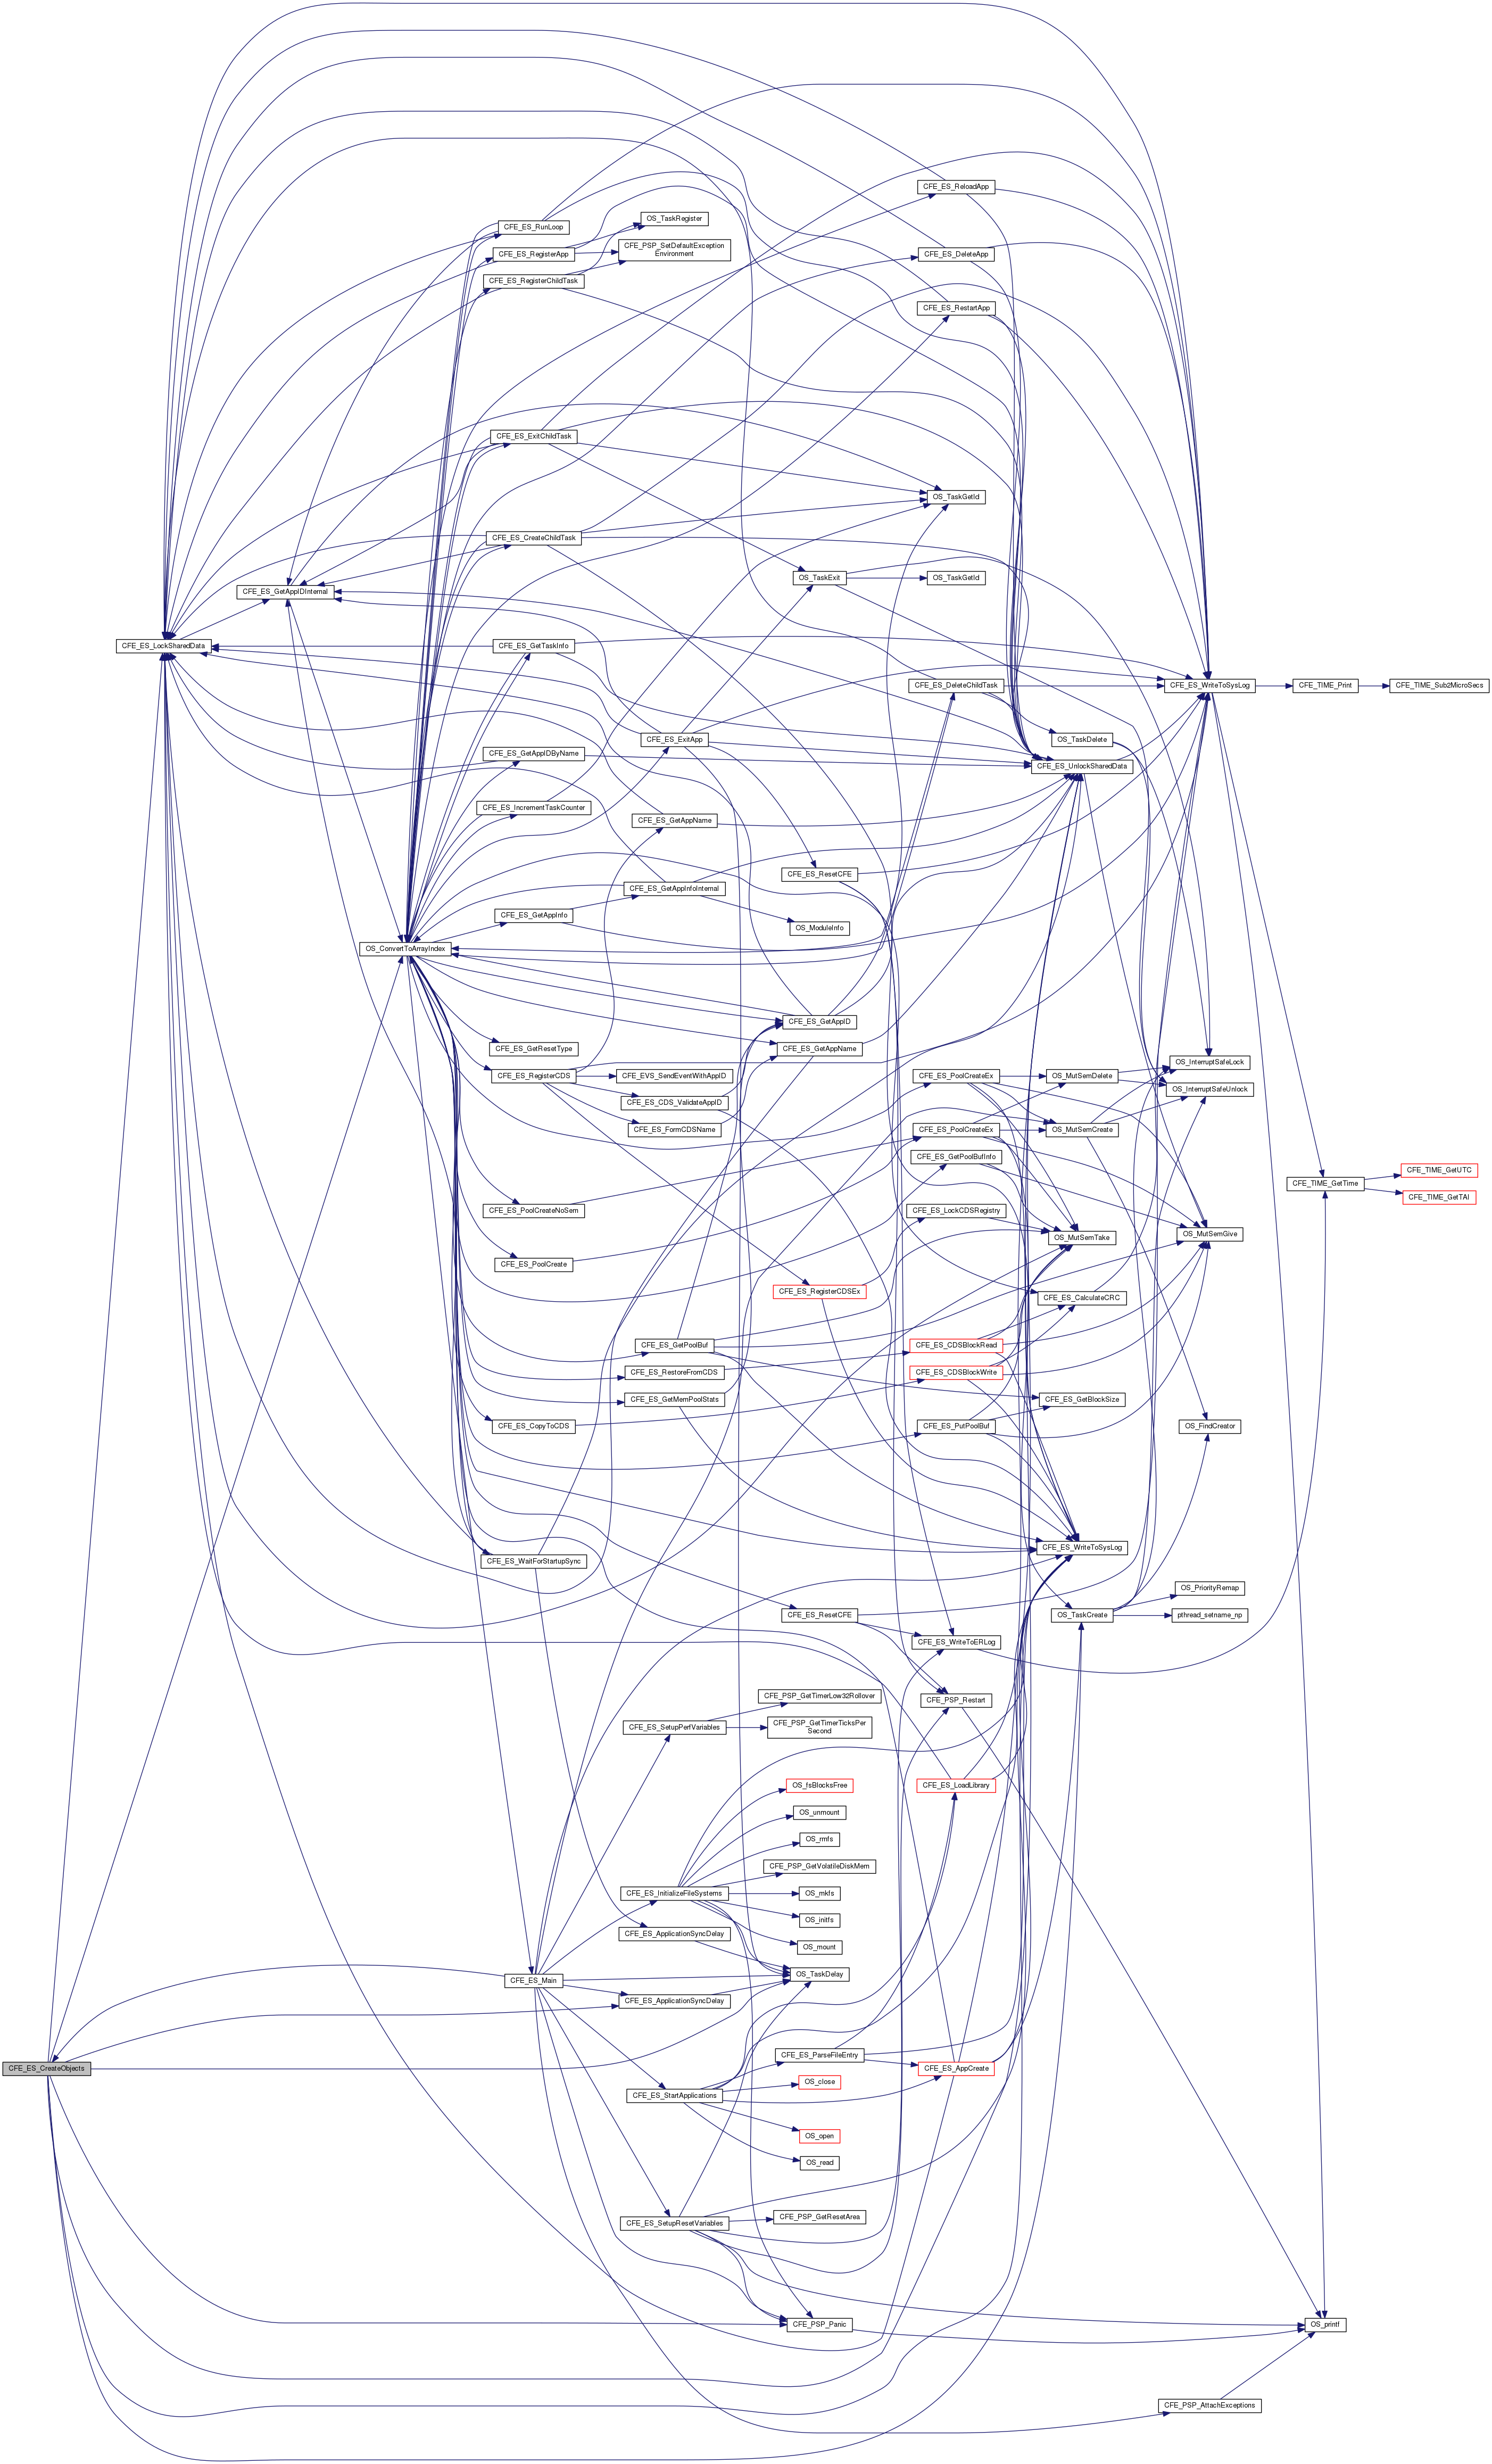 CFE_ES_ReloadApp
OS_TaskRegister
CFE_ES_RunLoop
CFE_PSP_SetDefaultException
Environment
CFE_ES_RegisterApp
CFE_ES_DeleteApp
CFE_ES_RegisterChildTask
CFE_ES_RestartApp
CFE_ES_ExitChildTask
OS_TaskGetId
CFE_ES_CreateChildTask
OS_TaskExit
OS_TaskGetId
CFE_ES_GetAppIDInternal
CFE_ES_LockSharedData
CFE_ES_GetTaskInfo
CFE_ES_DeleteChildTask
CFE_ES_WriteToSysLog
CFE_TIME_Print
CFE_TIME_Sub2MicroSecs
CFE_ES_ExitApp
OS_TaskDelete
CFE_ES_GetAppIDByName
CFE_ES_UnlockSharedData
CFE_ES_IncrementTaskCounter
CFE_ES_GetAppName
CFE_ES_ResetCFE
CFE_ES_GetAppInfoInternal
CFE_ES_GetAppInfo
OS_ModuleInfo
OS_ConvertToArrayIndex
CFE_ES_GetAppID
CFE_ES_GetResetType
CFE_ES_GetAppName
OS_InterruptSafeLock
CFE_ES_RegisterCDS
CFE_EVS_SendEventWithAppID
CFE_ES_PoolCreateEx
OS_MutSemDelete
OS_InterruptSafeUnlock
CFE_ES_CDS_ValidateAppID
CFE_ES_FormCDSName
CFE_ES_PoolCreateEx
OS_MutSemCreate
CFE_ES_GetPoolBufInfo
CFE_TIME_GetUTC
CFE_TIME_GetTime
CFE_TIME_GetTAI
CFE_ES_PoolCreateNoSem
CFE_ES_LockCDSRegistry
OS_MutSemTake
OS_MutSemGive
CFE_ES_PoolCreate
CFE_ES_RegisterCDSEx
CFE_ES_CalculateCRC
CFE_ES_GetPoolBuf
CFE_ES_CDSBlockRead
CFE_ES_RestoreFromCDS
CFE_ES_CDSBlockWrite
CFE_ES_GetMemPoolStats
CFE_ES_GetBlockSize
CFE_ES_CopyToCDS
CFE_ES_PutPoolBuf
OS_FindCreator
CFE_ES_WriteToSysLog
CFE_ES_WaitForStartupSync
OS_PriorityRemap
CFE_ES_ResetCFE
OS_TaskCreate
pthread_setname_np
CFE_ES_WriteToERLog
CFE_PSP_GetTimerLow32Rollover
CFE_PSP_Restart
CFE_ES_SetupPerfVariables
CFE_PSP_GetTimerTicksPer
Second
OS_fsBlocksFree
CFE_ES_LoadLibrary
OS_unmount
OS_rmfs
CFE_PSP_GetVolatileDiskMem
CFE_ES_InitializeFileSystems
OS_mkfs
OS_initfs
CFE_ES_ApplicationSyncDelay
OS_mount
OS_TaskDelay
CFE_ES_Main
CFE_ES_ApplicationSyncDelay
CFE_ES_ParseFileEntry
CFE_ES_CreateObjects
CFE_ES_AppCreate
OS_close
CFE_ES_StartApplications
OS_open
OS_read
CFE_PSP_GetResetArea
CFE_ES_SetupResetVariables
CFE_PSP_Panic
OS_printf
CFE_PSP_AttachExceptions